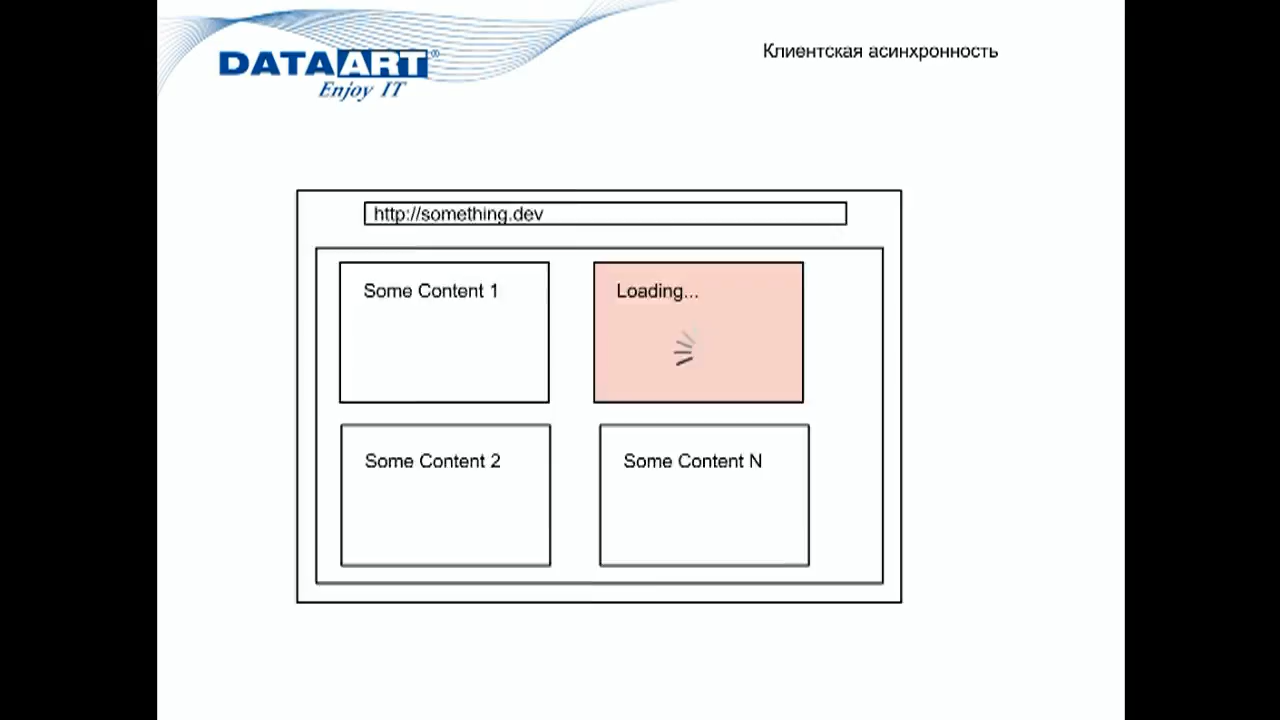 DATAART®
Enjoy IT
Клиентская асинхронность
http://something.dev
Some Content 1
Loading...
Some Content 2
Some Content N